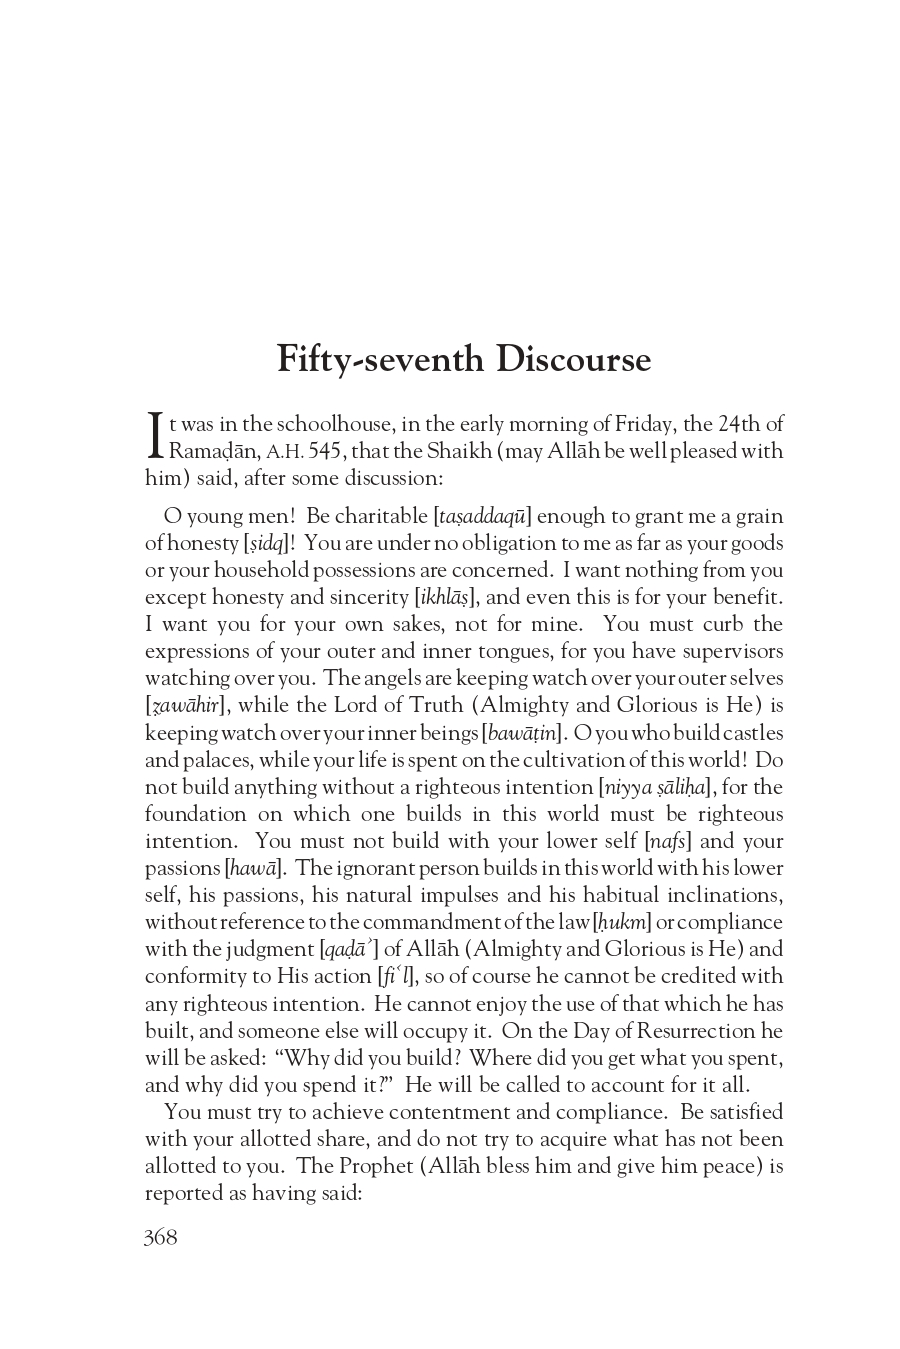 Fifty-seventh Discourse
It was in the schoolhouse, in the early morning of Friday, the 24th of
Ramaḍān, A.H. 545, that the Shaikh (may Allāh be well pleased with
him) said, after some discussion:
O young men! Be charitable [taṣaddaqū] enough to grant me a grain
of honesty [ṣidq]! You are under no obligation to me as far as your goods
or your household possessions are concerned. I want nothing from you
except honesty and sincerity [ikhlāṣ], and even this is for your benefit.
I want you for your own sakes, not for mine. You must curb the
expressions of your outer and inner tongues, for you have supervisors
watching over you. The angels are keeping watch over your outer selves
[ẓawāhir], while the Lord of Truth (Almighty and Glorious is He) is
keeping watch over your inner beings [bawāṭin]. O you who build castles
and palaces, while your life is spent on the cultivation of this world! Do
not build anything without a righteous intention [niyya ṣāliḥa], for the
foundation on which one builds in this world must be righteous
intention. You must not build with your lower self [nafs] and your
passions [hawā]. The ignorant person builds in this world with his lower
self, his passions, his natural impulses and his habitual inclinations,
without reference to the commandment of the law [ḥukm] or compliance
with the judgment [qaḍāʾ] of Allāh (Almighty and Glorious is He) and
conformity to His action [fiʿl], so of course he cannot be credited with
any righteous intention. He cannot enjoy the use of that which he has
built, and someone else will occupy it. On the Day of Resurrection he
will be asked: “Why did you build? Where did you get what you spent,
and why did you spend it?” He will be called to account for it all.
You must try to achieve contentment and compliance. Be satisfied
with your allotted share, and do not try to acquire what has not been
allotted to you. The Prophet (Allāh bless him and give him peace) is
reported as having said:
368